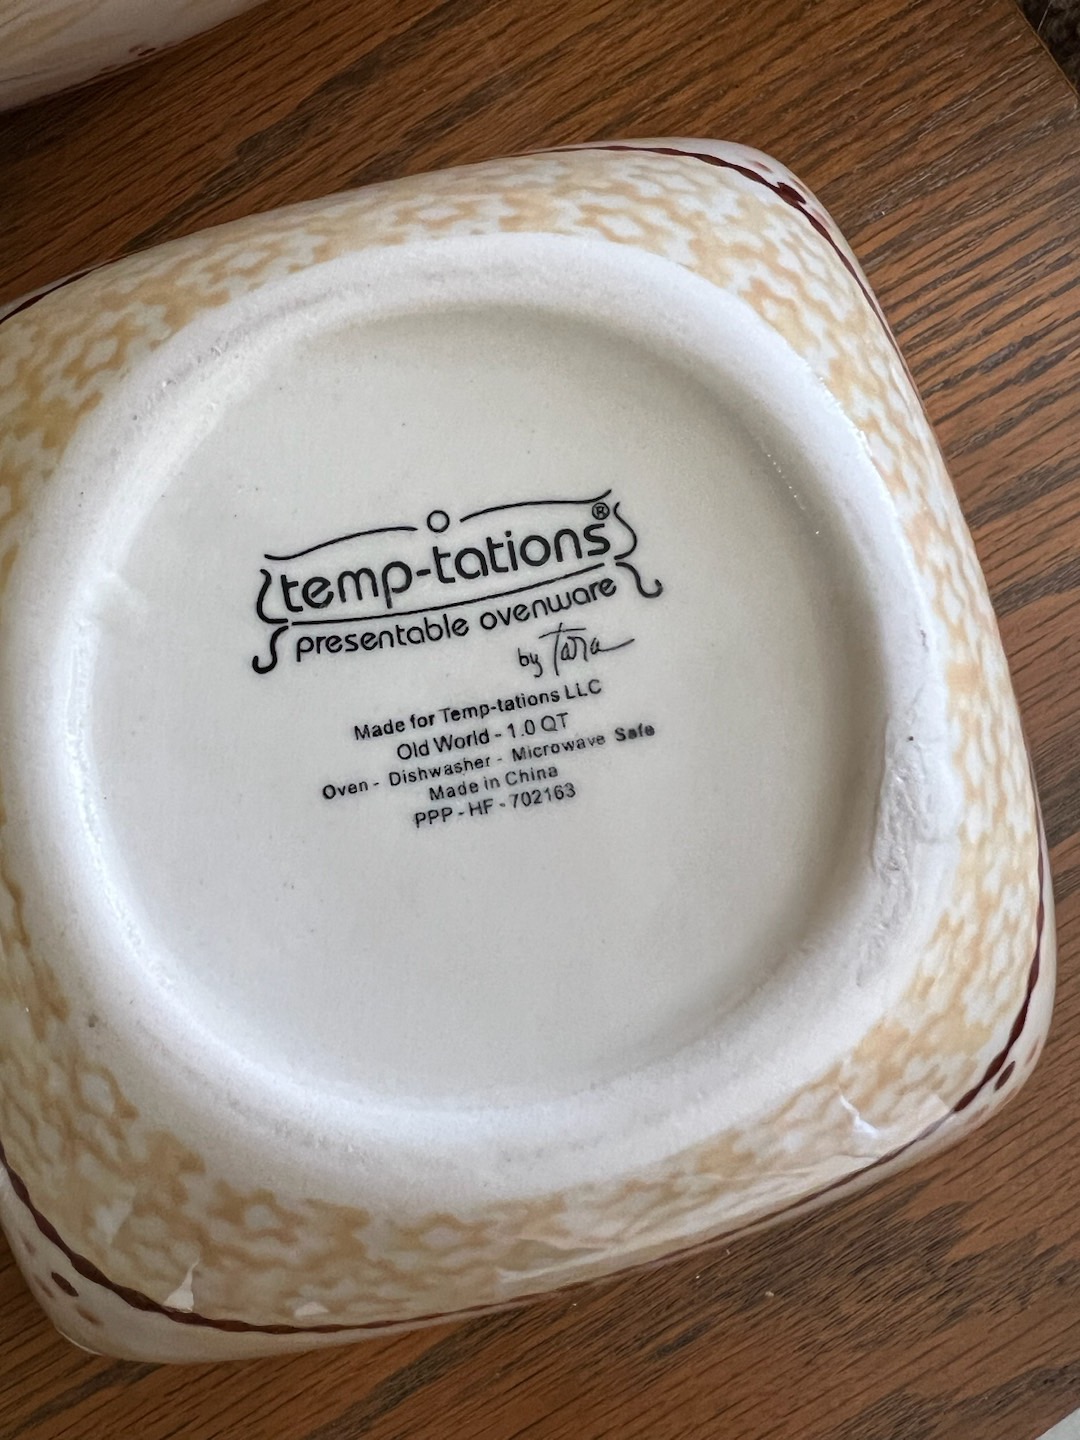 temp-tations®
presentable ovenware
by Tara
Made for Temp-tations LLC
Old World - 1.0 QT
Oven - Dishwasher - Microwave Safe
Made in China
PPP - HF - 702163